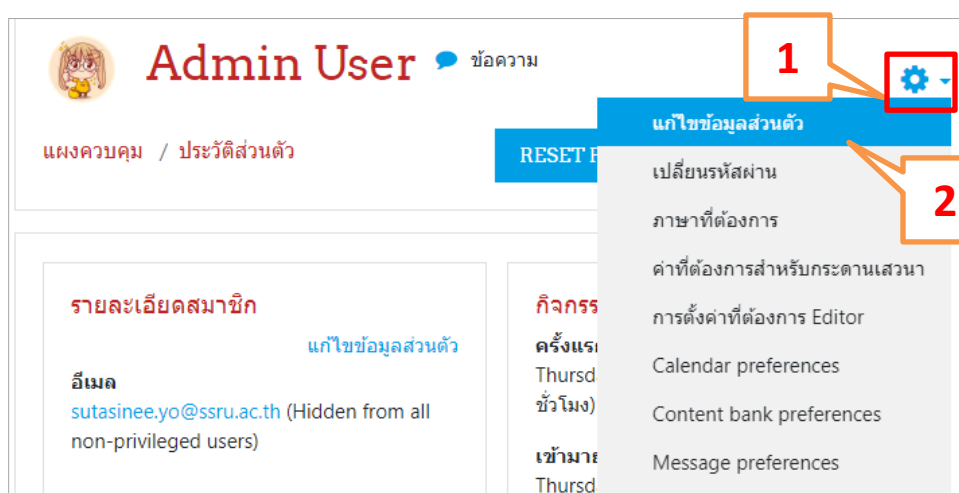 Admin User ข้อความ
1
แผงควบคุม / ประวัติส่วนตัว
RESET
แก้ไขข้อมูลส่วนตัว
2
เปลี่ยนรหัสผ่าน
ภาษาที่ต้องการ
ค่าที่ต้องการสำหรับกระดานเสวนา
การตั้งค่าที่ต้องการ Editor
Calendar preferences
Content bank preferences
Message preferences
รายละเอียดสมาชิก
แก้ไขข้อมูลส่วนตัว
อีเมล
sutasinee.yo@ssru.ac.th (Hidden from all
non-privileged users)
กิจกรร
ครั้งแร
Thursd
ชั่วโมง)
เข้ามา
Thursd